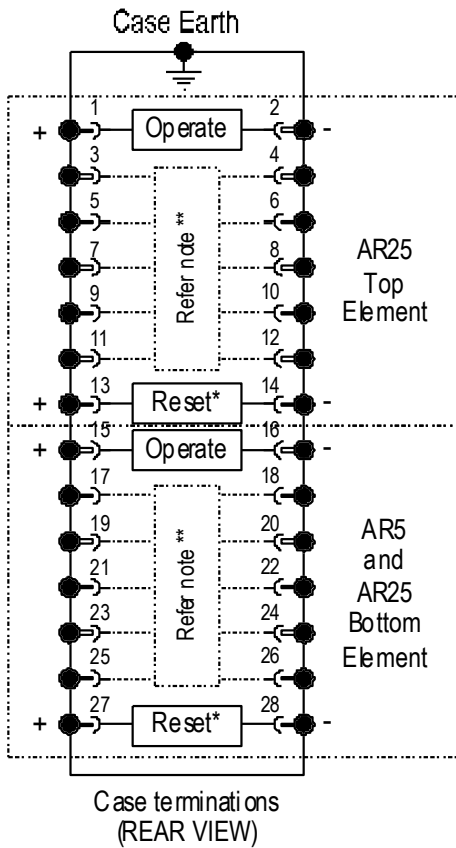 Case Earth
1 2
+ Operate -
3 4
5 6
7 8
9 10
11 12
Refer note **
13 14
+ Reset* -
AR25
Top
Element
15 16
+ Operate -
17 18
19 20
21 22
23 24
25 26
Refer note **
27 28
+ Reset* -
AR5
and
AR25
Bottom
Element
Case terminations
(REAR VIEW)